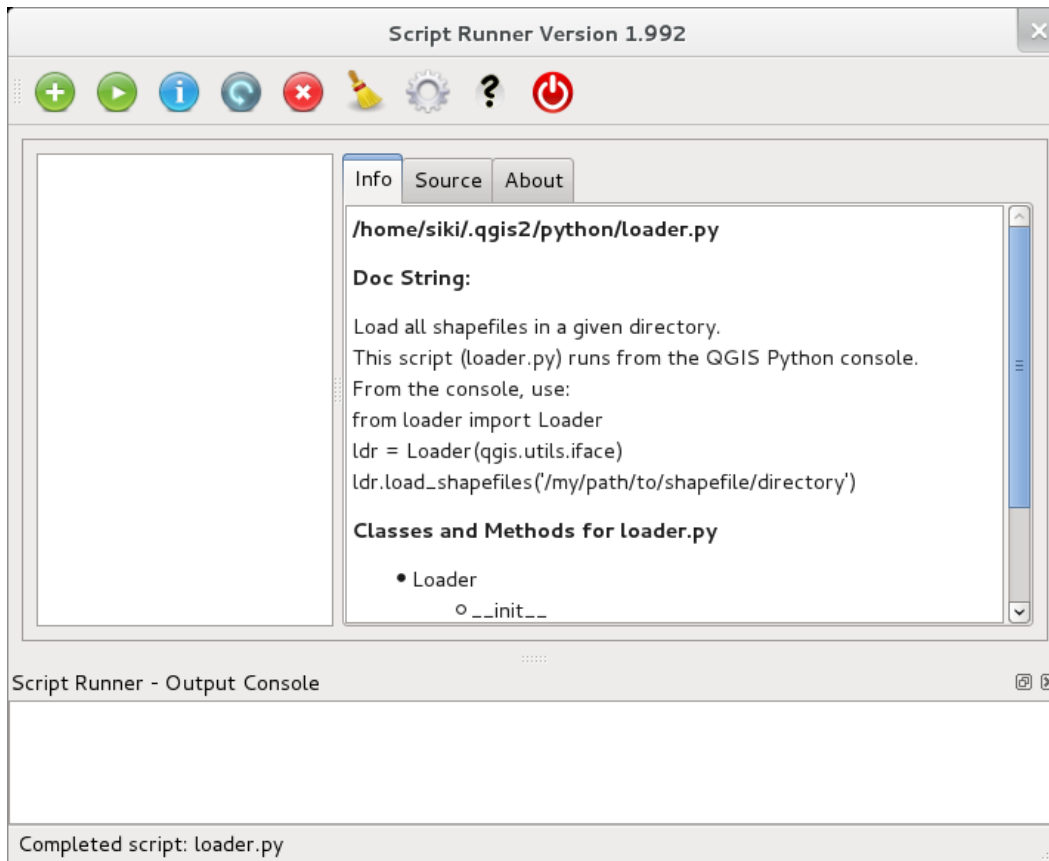 Script Runner Version 1.992
Info Source About
/home/siki/.qgis2/python/loader.py
Doc String:
Load all shapefiles in a given directory.
This script (loader.py) runs from the QGIS Python console.
From the console, use:
from loader import Loader
ldr = Loader(qgis.utils.iface)
ldr.load_shapefiles('/my/path/to/shapefile/directory')
Classes and Methods for loader.py
Loader
__init__
Script Runner - Output Console
Completed script: loader.py